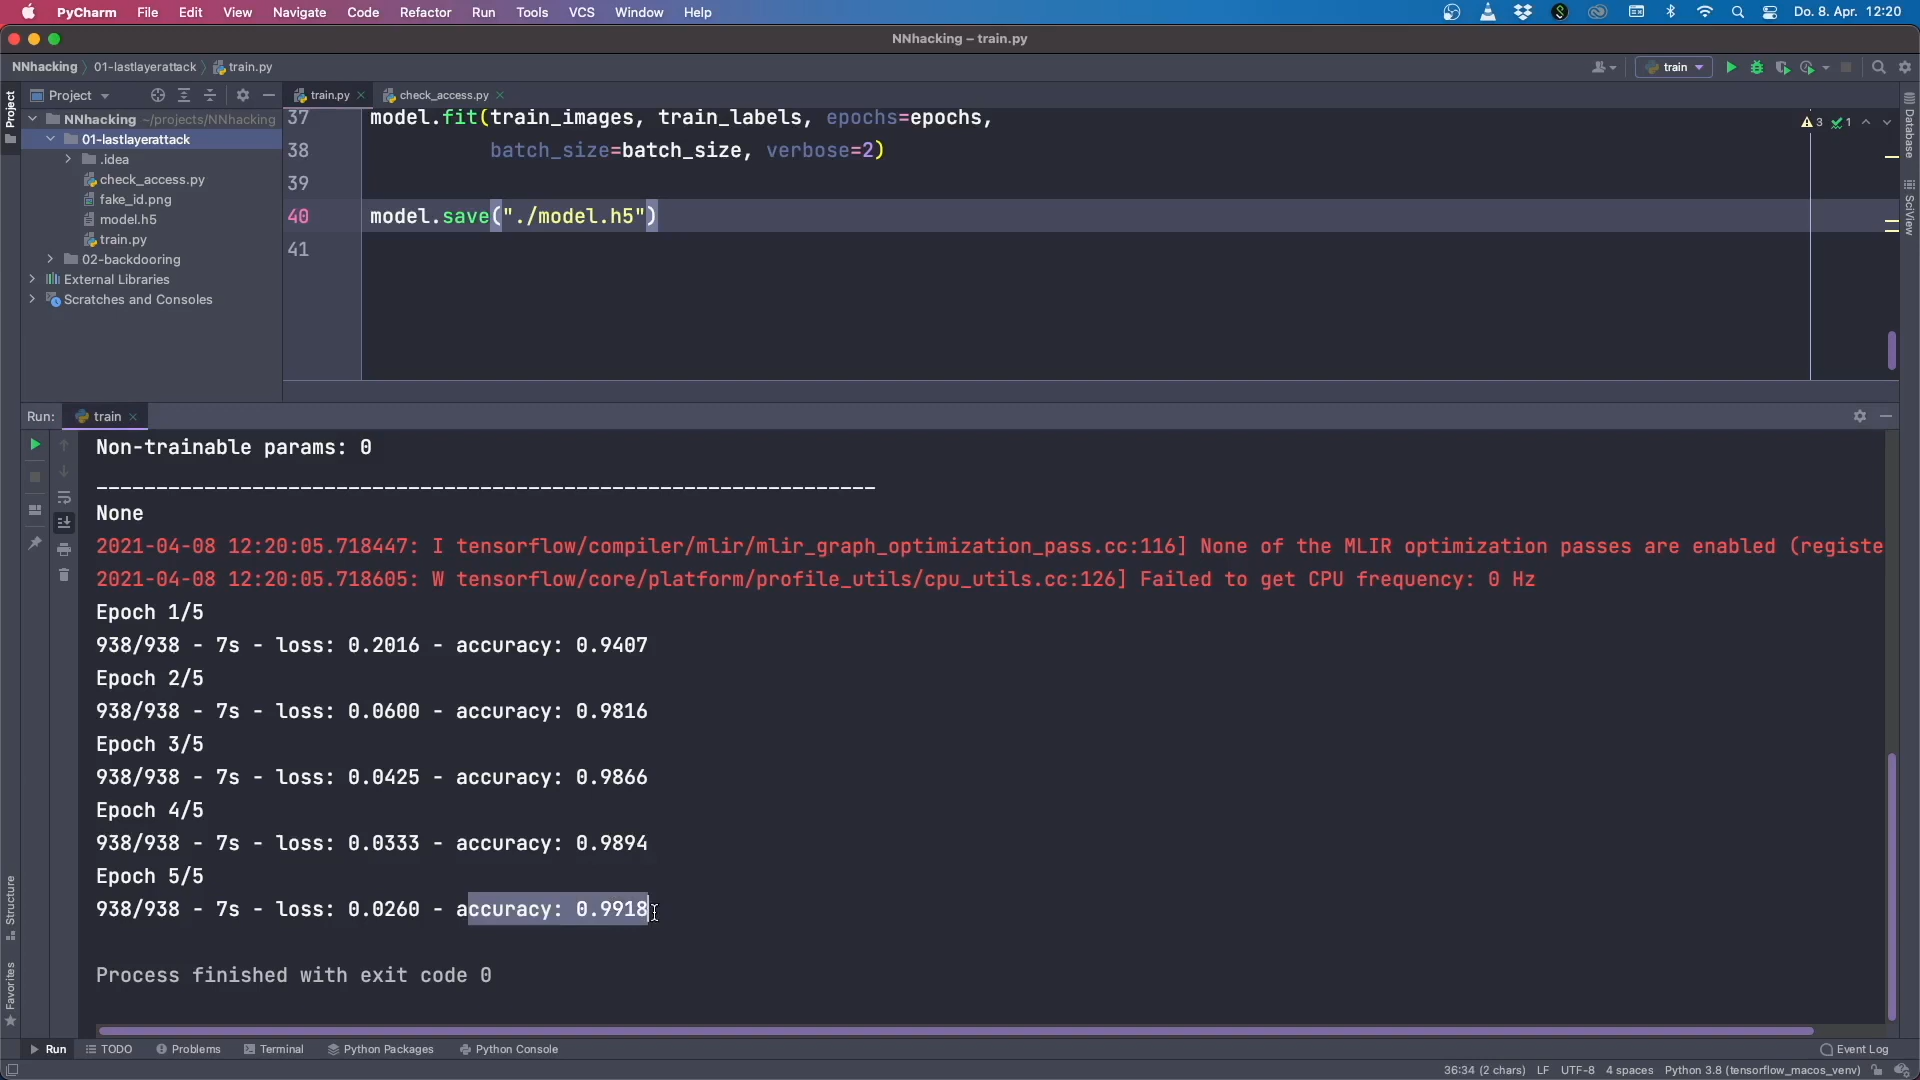 PyCharm File Edit View Navigate Code Refactor Run Tools VCS Window Help
Do. 8. Apr. 12:20
NNhacking – train.py
NNhacking 01-lastlayerattack train.py
train
Project
train.py check_access.py
NNhacking ~/projects/NNhacking
01-lastlayerattack
.idea
check_access.py
fake_id.png
model.h5
train.py
02-backdooring
External Libraries
Scratches and Consoles
Project
37 model.fit(train_images, train_labels, epochs=epochs,
38 batch_size=batch_size, verbose=2)
39
40 model.save("./model.h5")
41
3 1
Database
SciView
Run: train
Non-trainable params: 0
_________________________________________________________________
None
2021-04-08 12:20:05.718447: I tensorflow/compiler/mlir/mlir_graph_optimization_pass.cc:116] None of the MLIR optimization passes are enabled (registe
2021-04-08 12:20:05.718605: W tensorflow/core/platform/profile_utils/cpu_utils.cc:126] Failed to get CPU frequency: 0 Hz
Epoch 1/5
938/938 - 7s - loss: 0.2016 - accuracy: 0.9407
Epoch 2/5
938/938 - 7s - loss: 0.0600 - accuracy: 0.9816
Epoch 3/5
938/938 - 7s - loss: 0.0425 - accuracy: 0.9866
Epoch 4/5
938/938 - 7s - loss: 0.0333 - accuracy: 0.9894
Epoch 5/5
938/938 - 7s - loss: 0.0260 - accuracy: 0.9918
Process finished with exit code 0
Structure
Favorites
Run TODO Problems Terminal Python Packages Python Console
Event Log
36:34 (2 chars) LF UTF-8 4 spaces Python 3.8 (tensorflow_macos_venv)